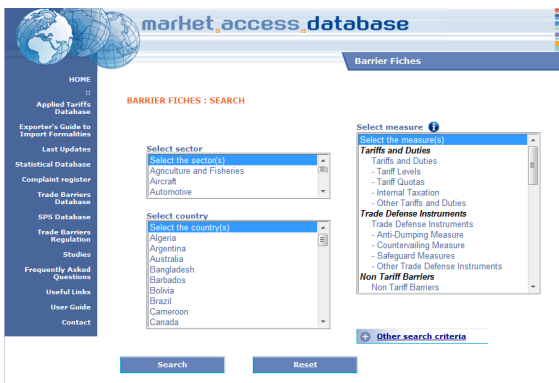 market access database
Barrier Fiches
HOME
::
Applied Tariffs
Database
Exporter's Guide to
Import Formalities
Last Updates
Statistical Database
Complaint register
Trade Barriers
Database
SPS Database
Trade Barriers
Regulation
Studies
Frequently Asked
Questions
Useful Links
User Guide
Contact
BARRIER FICHES : SEARCH
Select sector
Select the sector(s)
Agriculture and Fisheries
Aircraft
Automotive
Select country
Select the country(s)
Algeria
Argentina
Australia
Bangladesh
Barbados
Bolivia
Brazil
Cameroon
Canada
Select measure
Select the measure(s)
Tariffs and Duties
Tariffs and Duties
- Tariff Levels
- Tariff Quotas
- Internal Taxation
- Other Tariffs and Duties
Trade Defense Instruments
Trade Defense Instruments
- Anti-Dumping Measure
- Countervailing Measure
- Safeguard Measures
- Other Trade Defense Instruments
Non Tariff Barriers
Non Tariff Barriers
Other search criteria
Search
Reset